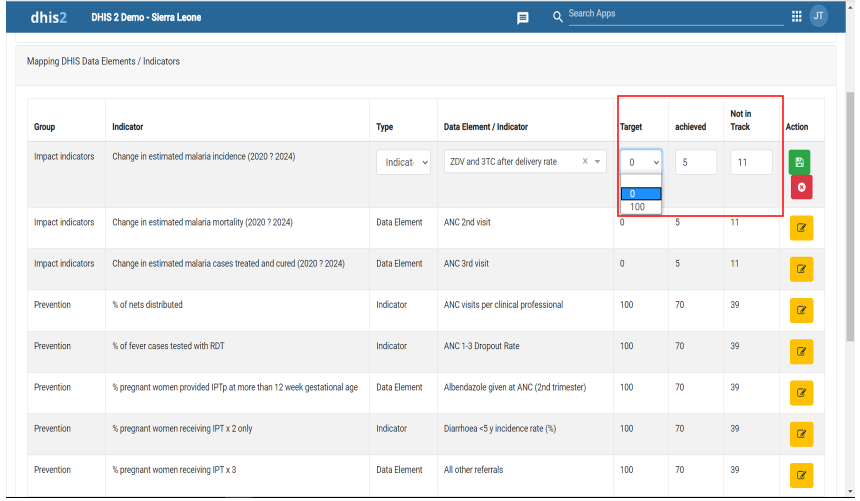 dhis2 DHIS 2 Demo - Sierra Leone Search Apps JT
Mapping DHIS Data Elements / Indicators
Group Indicator Type Data Element / Indicator Target achieved Not in Track Action
Impact indicators Change in estimated malaria incidence (2020 ? 2024) Indicat ZDV and 3TC after delivery rate x 0 5 11
0
100
Impact indicators Change in estimated malaria mortality (2020 ? 2024) Data Element ANC 2nd visit 0 5 11
Impact indicators Change in estimated malaria cases treated and cured (2020 ? 2024) Data Element ANC 3rd visit 0 5 11
Prevention % of nets distributed Indicator ANC visits per clinical professional 100 70 39
Prevention % of fever cases tested with RDT Indicator ANC 1-3 Dropout Rate 100 70 39
Prevention % pregnant women provided IPTp at more than 12 week gestational age Data Element Albendazole given at ANC (2nd trimester) 100 70 39
Prevention % pregnant women receiving IPT x 2 only Indicator Diarrhoea <5 y incidence rate (%) 100 70 39
Prevention % pregnant women receiving IPT x 3 Data Element All other referrals 100 70 39